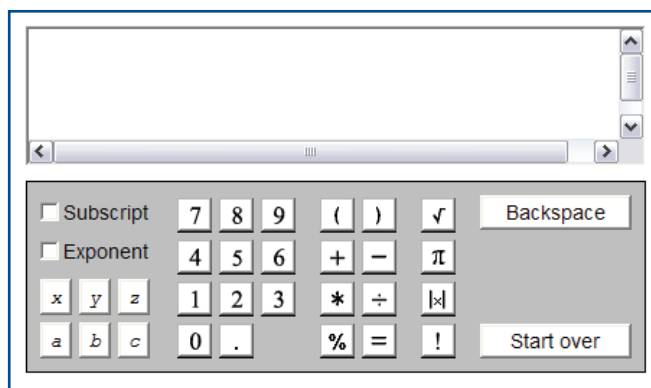 Subscript 7 8 9 ( ) √ Backspace
Exponent 4 5 6 + − π
x y z 1 2 3 * ÷ |x|
a b c 0 . % = ! Start over